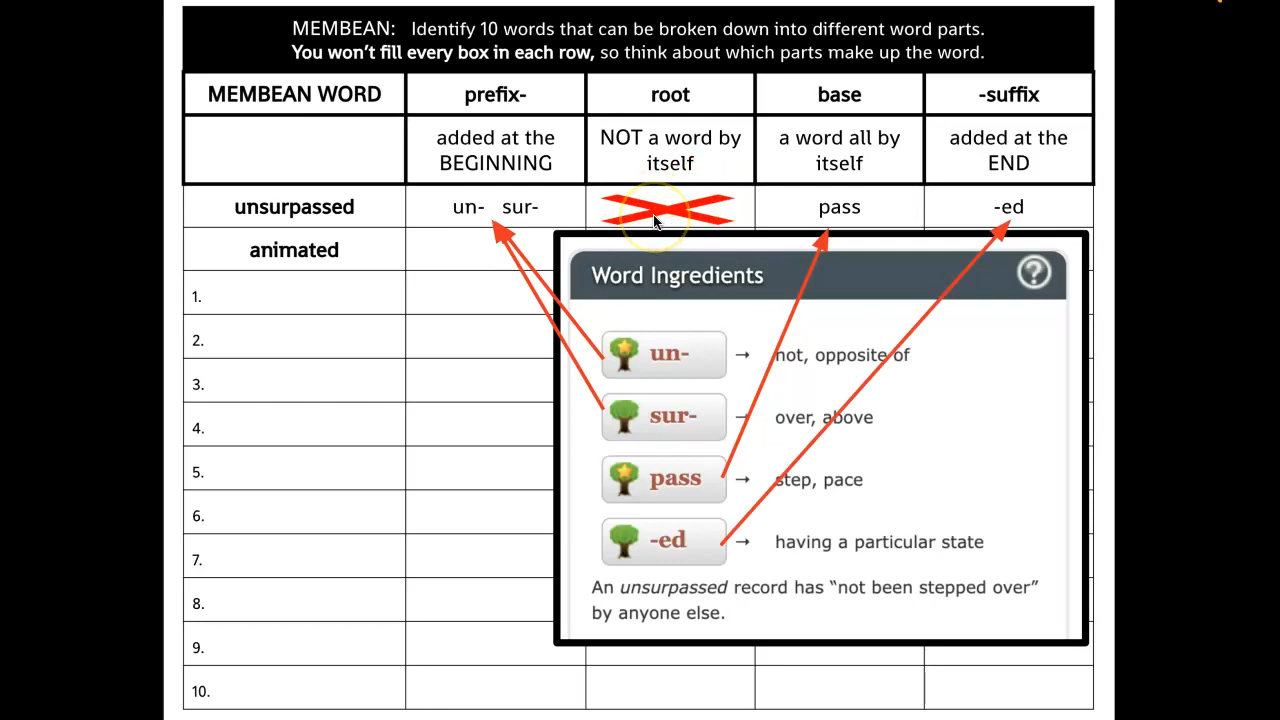 MEMBEAN: Identify 10 words that can be broken down into different word parts.
You won't fill every box in each row, so think about which parts make up the word.
MEMBEAN WORD prefix- root base -suffix
added at the BEGINNING NOT a word by itself a word all by itself added at the END
unsurpassed un- sur- pass -ed
animated
Word Ingredients ?
1.
2.
un- → not, opposite of
3.
4.
sur- → over, above
5.
pass → step, pace
6.
7.
-ed → having a particular state
8.
An unsurpassed record has “not been stepped over”
by anyone else.
9.
10.